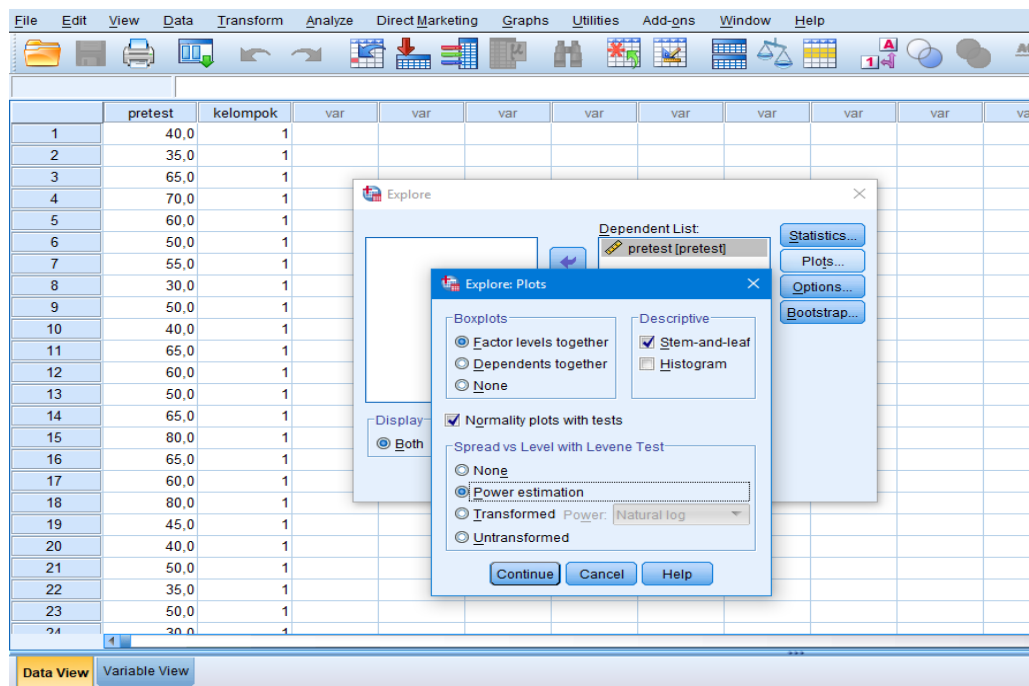 File Edit View Data Transform Analyze Direct Marketing Graphs Utilities Add-ons Window Help
A
1
μ
pretest kelompok var var var var var var var var va
1 40,0 1
2 35,0 1
3 65,0 1
4 70,0 1
5 60,0 1
6 50,0 1
7 55,0 1
8 30,0 1
9 50,0 1
10 40,0 1
11 65,0 1
12 60,0 1
13 50,0 1
14 65,0 1
15 80,0 1
16 65,0 1
17 60,0 1
18 80,0 1
19 45,0 1
20 40,0 1
21 50,0 1
22 35,0 1
23 50,0 1
24 30,0 1
Explore
Dependent List:
pretest [pretest]
Statistics...
Plots...
Options...
Bootstrap...
Display
Both
Explore: Plots
Boxplots
Factor levels together
Dependents together
None
Descriptive
Stem-and-leaf
Histogram
Normality plots with tests
Spread vs Level with Levene Test
None
Power estimation
Transformed Power: Natural log
Untransformed
Continue Cancel Help
Data View Variable View